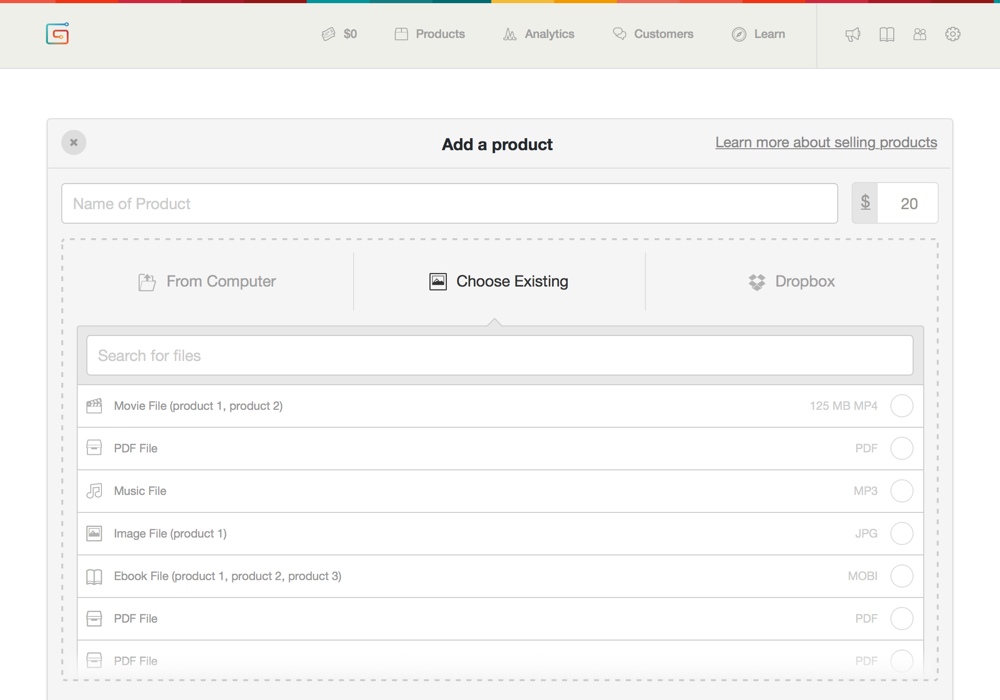 $0 Products Analytics Customers Learn
Add a product
Learn more about selling products
Name of Product
$ 20
From Computer
Choose Existing
Dropbox
Search for files
Movie File (product 1, product 2) 125 MB MP4
PDF File PDF
Music File MP3
Image File (product 1) JPG
Ebook File (product 1, product 2, product 3) MOBI
PDF File PDF
PDF File PDF